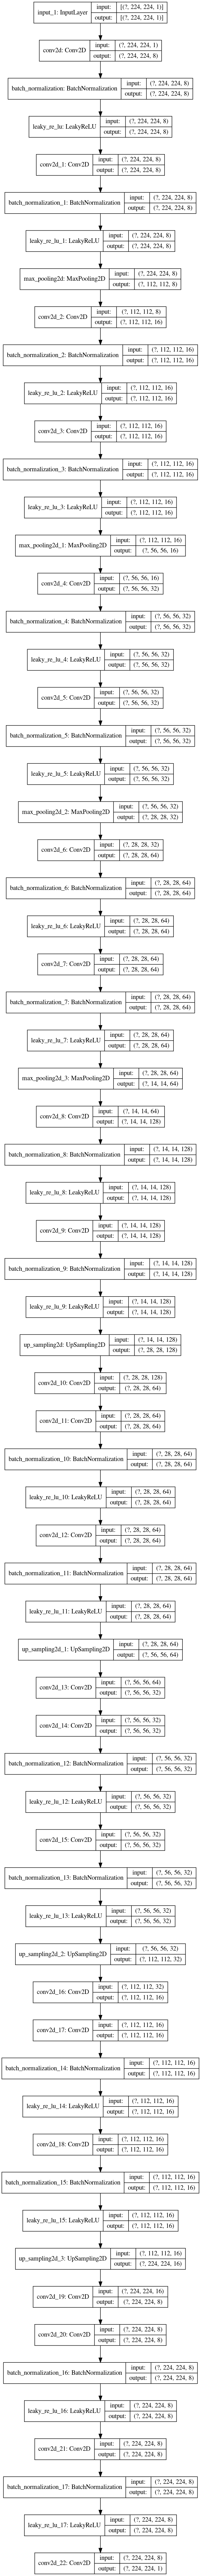 input_1: InputLayer
input: [(?, 224, 224, 1)]
output: [(?, 224, 224, 1)]
conv2d: Conv2D
input: (?, 224, 224, 1)
output: (?, 224, 224, 8)
batch_normalization: BatchNormalization
input: (?, 224, 224, 8)
output: (?, 224, 224, 8)
leaky_re_lu: LeakyReLU
input: (?, 224, 224, 8)
output: (?, 224, 224, 8)
conv2d_1: Conv2D
input: (?, 224, 224, 8)
output: (?, 224, 224, 8)
batch_normalization_1: BatchNormalization
input: (?, 224, 224, 8)
output: (?, 224, 224, 8)
leaky_re_lu_1: LeakyReLU
input: (?, 224, 224, 8)
output: (?, 224, 224, 8)
max_pooling2d: MaxPooling2D
input: (?, 224, 224, 8)
output: (?, 112, 112, 8)
conv2d_2: Conv2D
input: (?, 112, 112, 8)
output: (?, 112, 112, 16)
batch_normalization_2: BatchNormalization
input: (?, 112, 112, 16)
output: (?, 112, 112, 16)
leaky_re_lu_2: LeakyReLU
input: (?, 112, 112, 16)
output: (?, 112, 112, 16)
conv2d_3: Conv2D
input: (?, 112, 112, 16)
output: (?, 112, 112, 16)
batch_normalization_3: BatchNormalization
input: (?, 112, 112, 16)
output: (?, 112, 112, 16)
leaky_re_lu_3: LeakyReLU
input: (?, 112, 112, 16)
output: (?, 112, 112, 16)
max_pooling2d_1: MaxPooling2D
input: (?, 112, 112, 16)
output: (?, 56, 56, 16)
conv2d_4: Conv2D
input: (?, 56, 56, 16)
output: (?, 56, 56, 32)
batch_normalization_4: BatchNormalization
input: (?, 56, 56, 32)
output: (?, 56, 56, 32)
leaky_re_lu_4: LeakyReLU
input: (?, 56, 56, 32)
output: (?, 56, 56, 32)
conv2d_5: Conv2D
input: (?, 56, 56, 32)
output: (?, 56, 56, 32)
batch_normalization_5: BatchNormalization
input: (?, 56, 56, 32)
output: (?, 56, 56, 32)
leaky_re_lu_5: LeakyReLU
input: (?, 56, 56, 32)
output: (?, 56, 56, 32)
max_pooling2d_2: MaxPooling2D
input: (?, 56, 56, 32)
output: (?, 28, 28, 32)
conv2d_6: Conv2D
input: (?, 28, 28, 32)
output: (?, 28, 28, 64)
batch_normalization_6: BatchNormalization
input: (?, 28, 28, 64)
output: (?, 28, 28, 64)
leaky_re_lu_6: LeakyReLU
input: (?, 28, 28, 64)
output: (?, 28, 28, 64)
conv2d_7: Conv2D
input: (?, 28, 28, 64)
output: (?, 28, 28, 64)
batch_normalization_7: BatchNormalization
input: (?, 28, 28, 64)
output: (?, 28, 28, 64)
leaky_re_lu_7: LeakyReLU
input: (?, 28, 28, 64)
output: (?, 28, 28, 64)
max_pooling2d_3: MaxPooling2D
input: (?, 28, 28, 64)
output: (?, 14, 14, 64)
conv2d_8: Conv2D
input: (?, 14, 14, 64)
output: (?, 14, 14, 128)
batch_normalization_8: BatchNormalization
input: (?, 14, 14, 128)
output: (?, 14, 14, 128)
leaky_re_lu_8: LeakyReLU
input: (?, 14, 14, 128)
output: (?, 14, 14, 128)
conv2d_9: Conv2D
input: (?, 14, 14, 128)
output: (?, 14, 14, 128)
batch_normalization_9: BatchNormalization
input: (?, 14, 14, 128)
output: (?, 14, 14, 128)
leaky_re_lu_9: LeakyReLU
input: (?, 14, 14, 128)
output: (?, 14, 14, 128)
up_sampling2d: UpSampling2D
input: (?, 14, 14, 128)
output: (?, 28, 28, 128)
conv2d_10: Conv2D
input: (?, 28, 28, 128)
output: (?, 28, 28, 64)
conv2d_11: Conv2D
input: (?, 28, 28, 64)
output: (?, 28, 28, 64)
batch_normalization_10: BatchNormalization
input: (?, 28, 28, 64)
output: (?, 28, 28, 64)
leaky_re_lu_10: LeakyReLU
input: (?, 28, 28, 64)
output: (?, 28, 28, 64)
conv2d_12: Conv2D
input: (?, 28, 28, 64)
output: (?, 28, 28, 64)
batch_normalization_11: BatchNormalization
input: (?, 28, 28, 64)
output: (?, 28, 28, 64)
leaky_re_lu_11: LeakyReLU
input: (?, 28, 28, 64)
output: (?, 28, 28, 64)
up_sampling2d_1: UpSampling2D
input: (?, 28, 28, 64)
output: (?, 56, 56, 64)
conv2d_13: Conv2D
input: (?, 56, 56, 64)
output: (?, 56, 56, 32)
conv2d_14: Conv2D
input: (?, 56, 56, 32)
output: (?, 56, 56, 32)
batch_normalization_12: BatchNormalization
input: (?, 56, 56, 32)
output: (?, 56, 56, 32)
leaky_re_lu_12: LeakyReLU
input: (?, 56, 56, 32)
output: (?, 56, 56, 32)
conv2d_15: Conv2D
input: (?, 56, 56, 32)
output: (?, 56, 56, 32)
batch_normalization_13: BatchNormalization
input: (?, 56, 56, 32)
output: (?, 56, 56, 32)
leaky_re_lu_13: LeakyReLU
input: (?, 56, 56, 32)
output: (?, 56, 56, 32)
up_sampling2d_2: UpSampling2D
input: (?, 56, 56, 32)
output: (?, 112, 112, 32)
conv2d_16: Conv2D
input: (?, 112, 112, 32)
output: (?, 112, 112, 16)
conv2d_17: Conv2D
input: (?, 112, 112, 16)
output: (?, 112, 112, 16)
batch_normalization_14: BatchNormalization
input: (?, 112, 112, 16)
output: (?, 112, 112, 16)
leaky_re_lu_14: LeakyReLU
input: (?, 112, 112, 16)
output: (?, 112, 112, 16)
conv2d_18: Conv2D
input: (?, 112, 112, 16)
output: (?, 112, 112, 16)
batch_normalization_15: BatchNormalization
input: (?, 112, 112, 16)
output: (?, 112, 112, 16)
leaky_re_lu_15: LeakyReLU
input: (?, 112, 112, 16)
output: (?, 112, 112, 16)
up_sampling2d_3: UpSampling2D
input: (?, 112, 112, 16)
output: (?, 224, 224, 16)
conv2d_19: Conv2D
input: (?, 224, 224, 16)
output: (?, 224, 224, 8)
conv2d_20: Conv2D
input: (?, 224, 224, 8)
output: (?, 224, 224, 8)
batch_normalization_16: BatchNormalization
input: (?, 224, 224, 8)
output: (?, 224, 224, 8)
leaky_re_lu_16: LeakyReLU
input: (?, 224, 224, 8)
output: (?, 224, 224, 8)
conv2d_21: Conv2D
input: (?, 224, 224, 8)
output: (?, 224, 224, 8)
batch_normalization_17: BatchNormalization
input: (?, 224, 224, 8)
output: (?, 224, 224, 8)
leaky_re_lu_17: LeakyReLU
input: (?, 224, 224, 8)
output: (?, 224, 224, 8)
conv2d_22: Conv2D
input: (?, 224, 224, 8)
output: (?, 224, 224, 1)